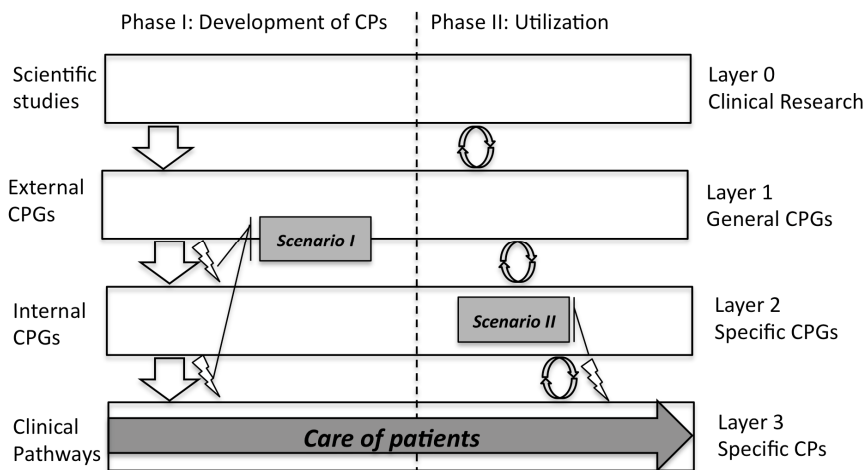 Phase I: Development of CPs
Phase II: Utilization
Scientific
studies
Layer 0
Clinical Research
External
CPGs
Layer 1
General CPGs
Scenario I
Internal
CPGs
Scenario II
Layer 2
Specific CPGs
Clinical
Pathways
Care of patients
Layer 3
Specific CPs